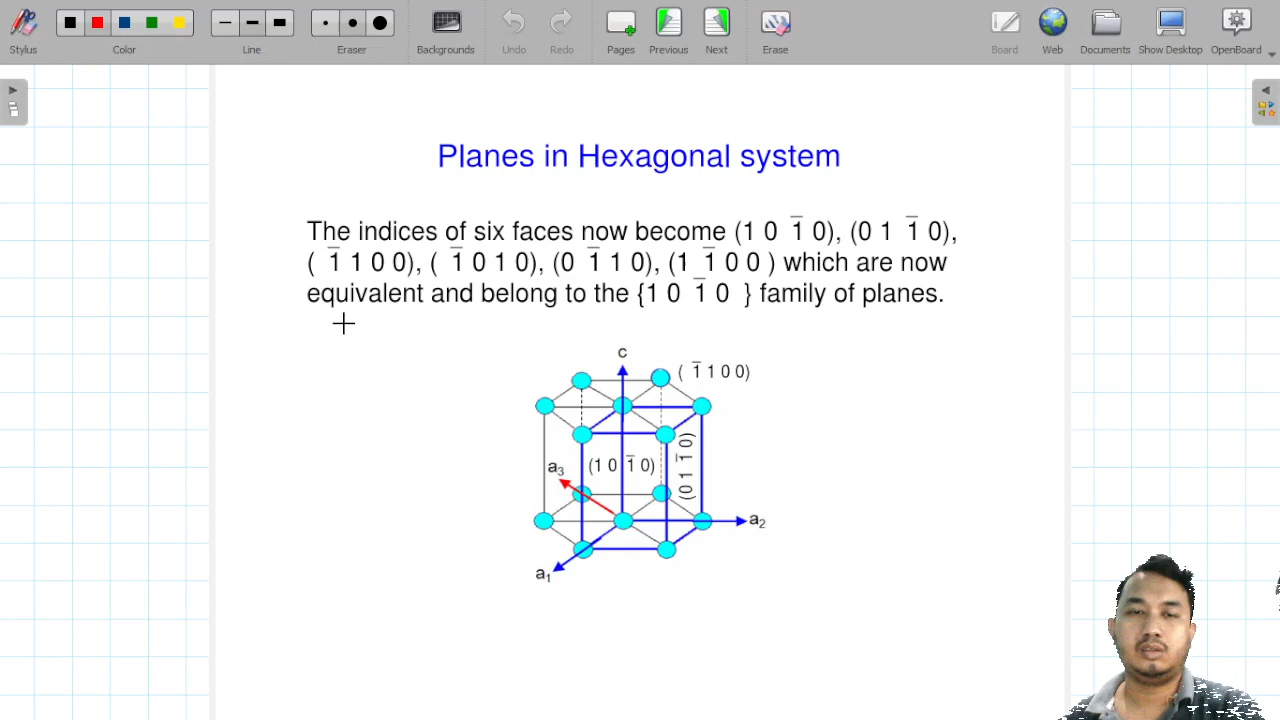 Stylus Color Line Eraser Backgrounds Undo Redo Pages Previous Next Erase Board Web Documents Show Desktop OpenBoard
Planes in Hexagonal system
The indices of six faces now become (1 0 1̅ 0), (0 1 1̅ 0),
( 1̅ 1 0 0), ( 1̅ 0 1 0), (0 1̅ 1 0), (1 1̅ 0 0 ) which are now
equivalent and belong to the {1 0 1̅ 0 } family of planes.
c
( 1̅ 1 0 0)
(1 0 1̅ 0)
(0 1 1̅ 0)
a₃
a₂
a₁